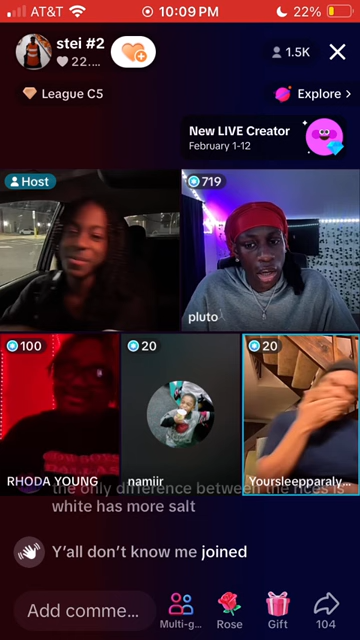 AT&T 10:09 PM 22%
stei #2
22....
1.5K
League C5
Explore >
New LIVE Creator
February 1-12
Host
719
pluto
100
20
20
RHODA YOUNG
namiir
Yoursleepparaly...
the only difference between the rices is
white has more salt
Y'all don't know me joined
Add comme...
Multi-g...
Rose
Gift
104